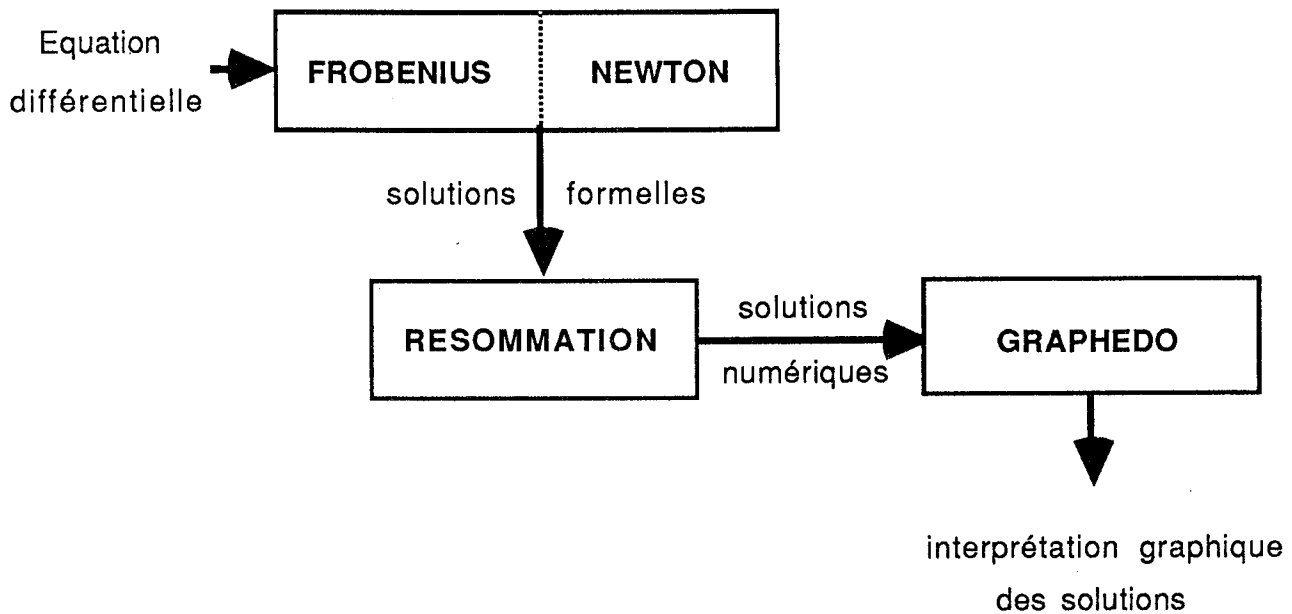 Equation
différentielle
FROBENIUS NEWTON
solutions formelles
RESOMMATION
solutions
numériques
GRAPHEDO
interprétation graphique
des solutions